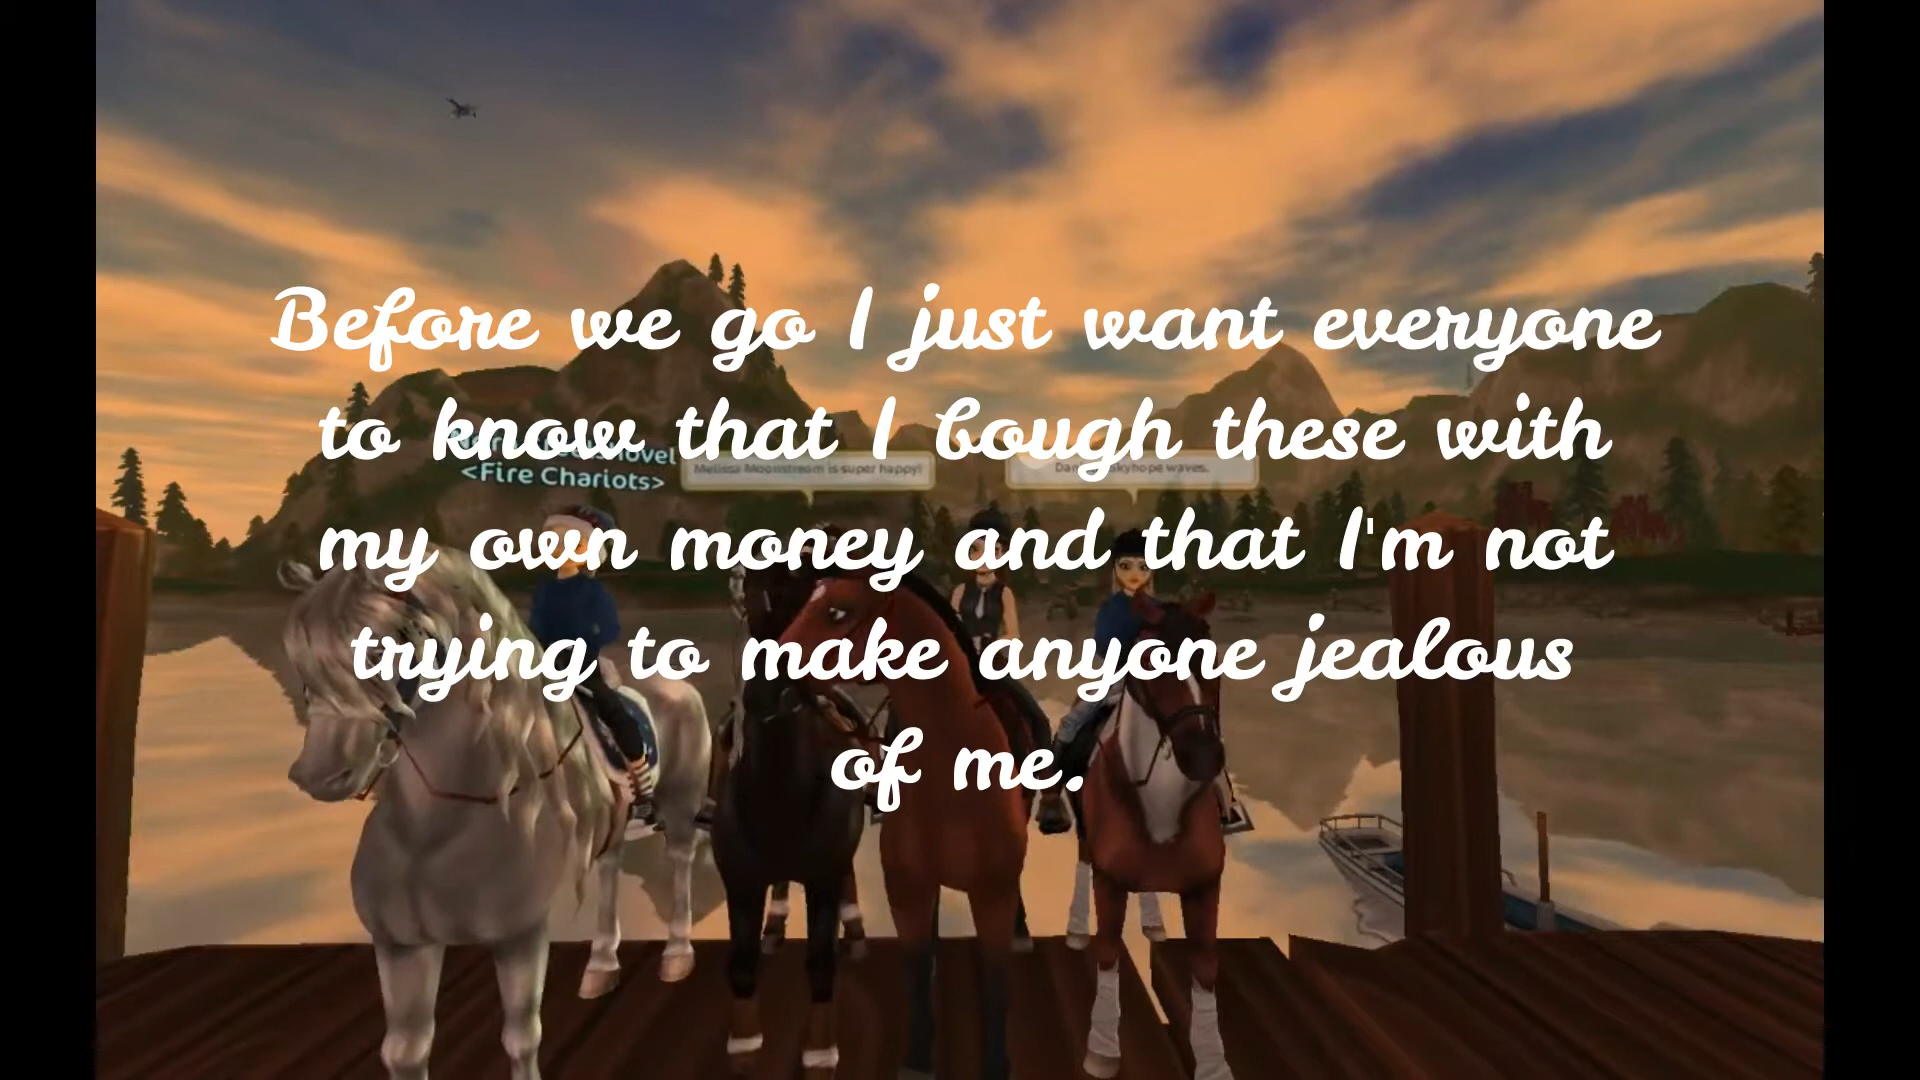 Before we go I just want everyone
to know that I bough these with
my own money and that I'm not
trying to make anyone jealous
of me.
<Fire Chariots>
Melissa Moonstream is super happy!
waves.